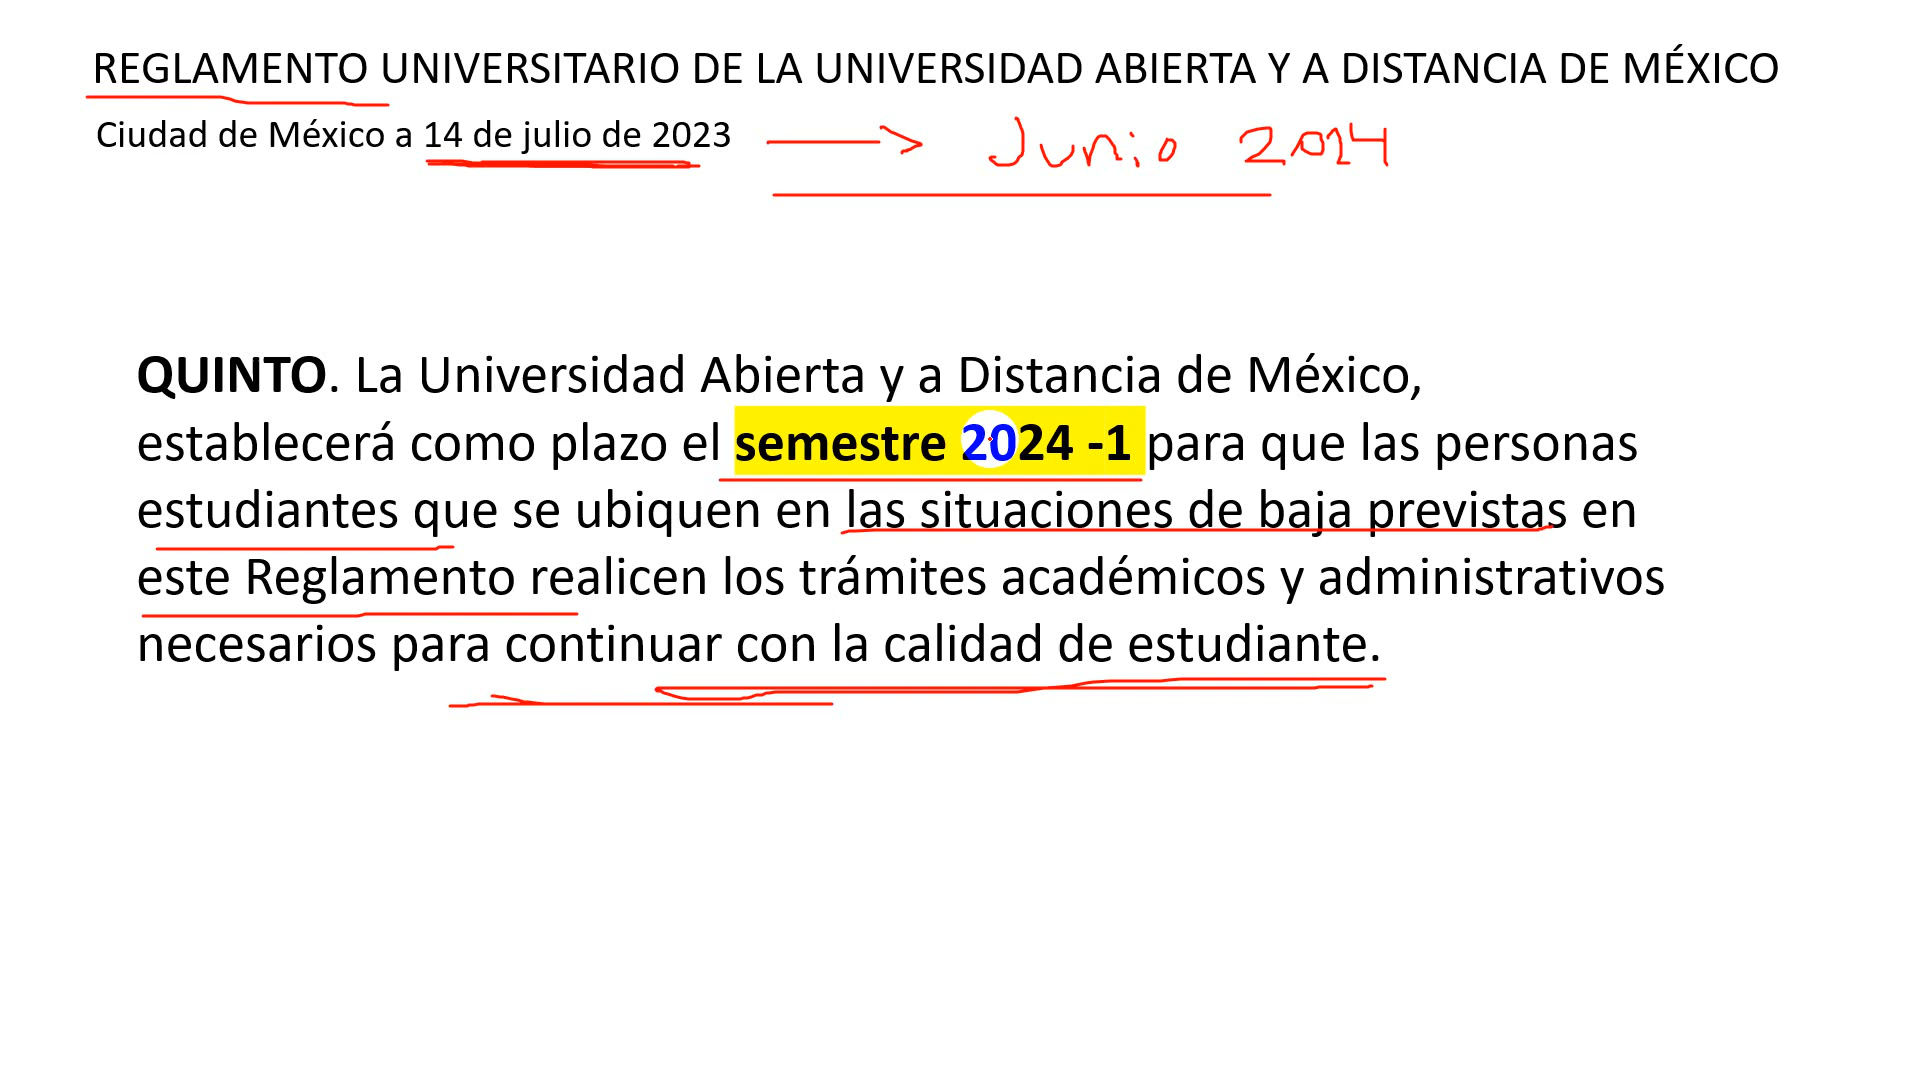 REGLAMENTO UNIVERSITARIO DE LA UNIVERSIDAD ABIERTA Y A DISTANCIA DE MÉXICO
Ciudad de México a 14 de julio de 2023 Junio 2024
QUINTO. La Universidad Abierta y a Distancia de México,
establecerá como plazo el semestre 2024 -1 para que las personas
estudiantes que se ubiquen en las situaciones de baja previstas en
este Reglamento realicen los trámites académicos y administrativos
necesarios para continuar con la calidad de estudiante.